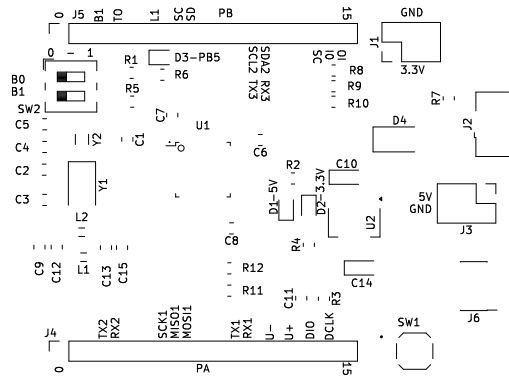 0 J5 B1 TO L1 SC SD PB 15 GND
J1
3.3V
0 - 1
R1 D3-PB5
R6
SCL2 TX3
SDA2 RX3
SC IO OI
R8
R9
R10
B0
B1
SW2
R5
R7
J2
C5
C7
U1
D4
C4 Y2 C1
C6
C2
R2
C10
C3 Y1
D1-5V
D2-3.3V
5V
GND
J3
L2
U2
C8
R4
C9 C12 L1 C13 C15
R12
C14
R11
C11 R3
J6
J4 TX2 RX2 SCK1 MISO1 MOSI1 TX1 RX1 U- U+ DIO DCLK SW1
0 PA 15